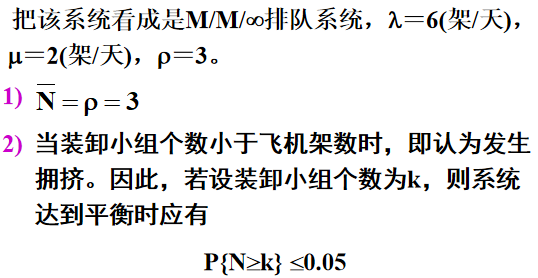 把该系统看成是M/M/∞排队系统，λ＝6(架/天)，
μ＝2(架/天)，ρ＝3。
1) N̅＝ρ＝3
2) 当装卸小组个数小于飞机架数时，即认为发生
拥挤。因此，若设装卸小组个数为k，则系统
达到平衡时应有
P{N≥k} ≤0.05